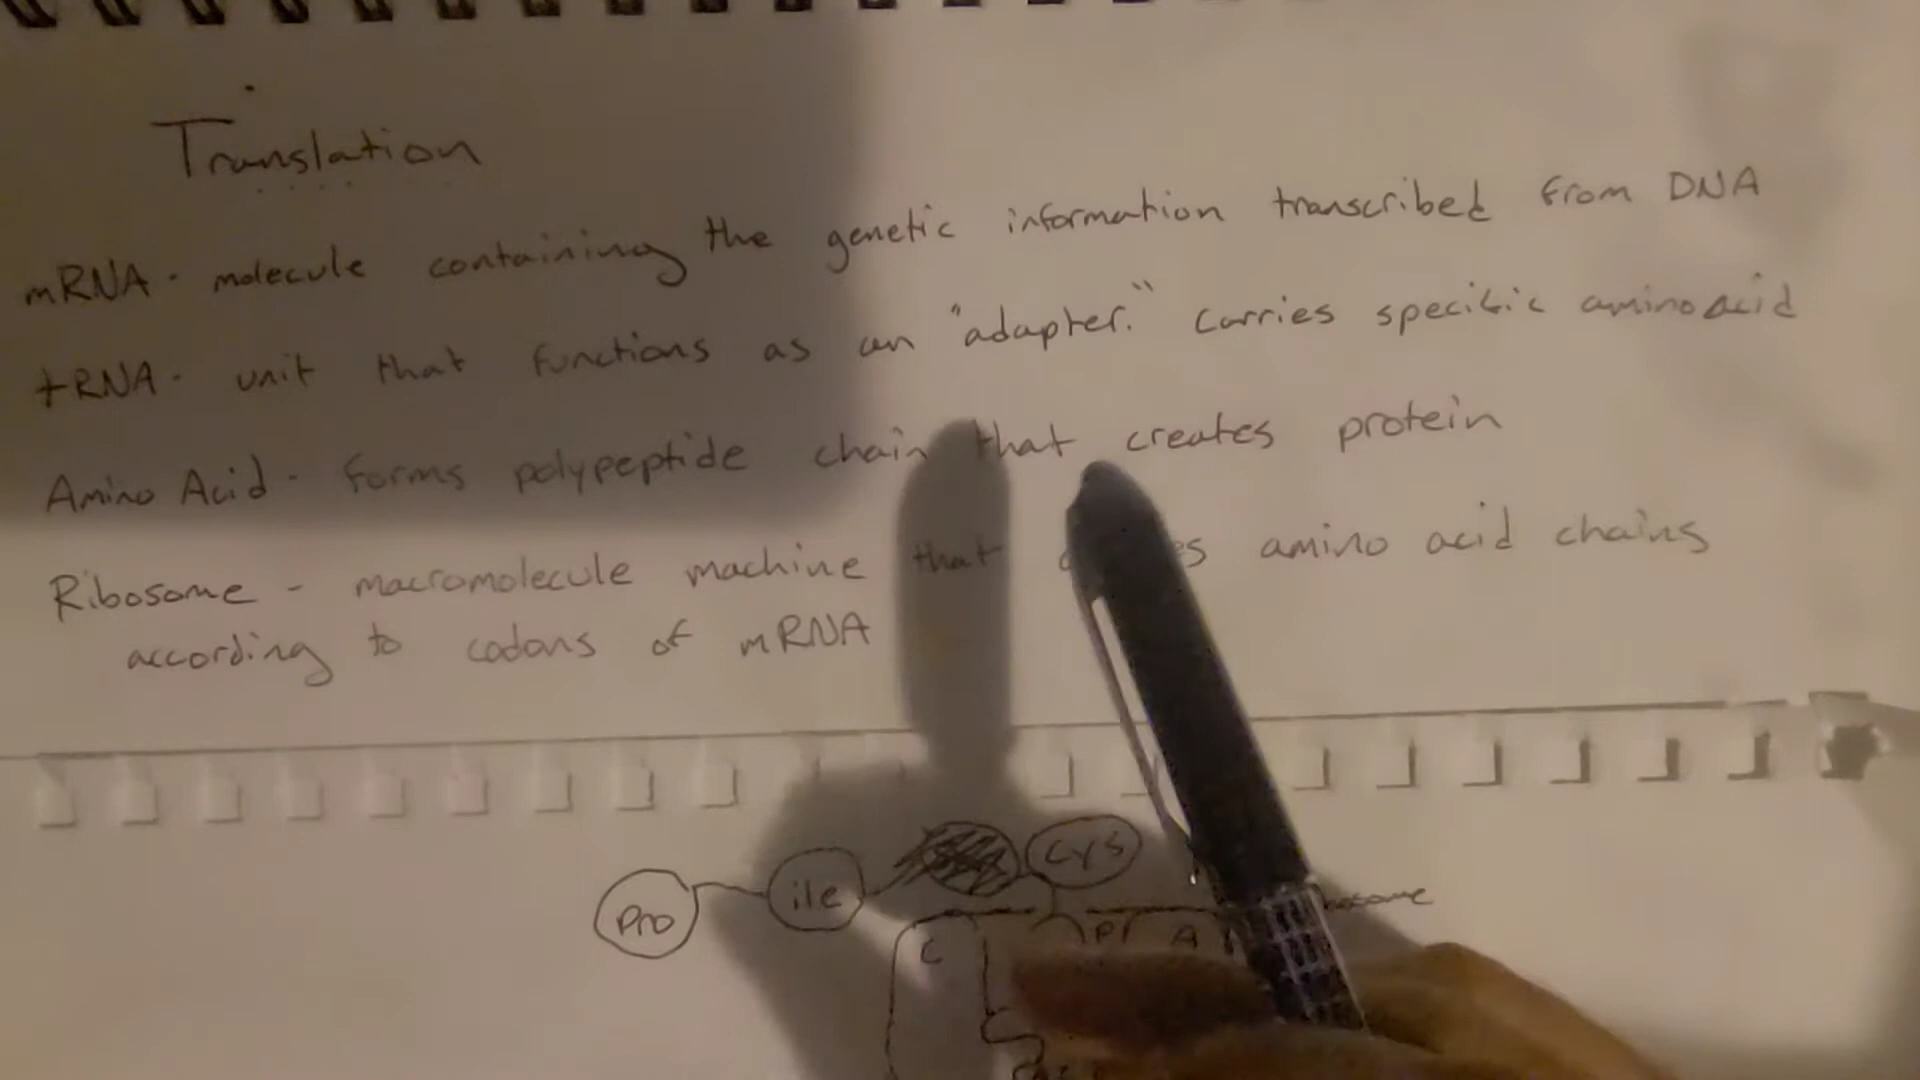 Translation
mRNA - molecule containing the genetic information transcribed from DNA
tRNA - unit that functions as an "adapter." Carries specific amino acid
Amino Acid - forms polypeptide chain that creates protein
Ribosome - macromolecule machine that amino acid chains
according to codons of mRNA
Pro ile Cys
C P A